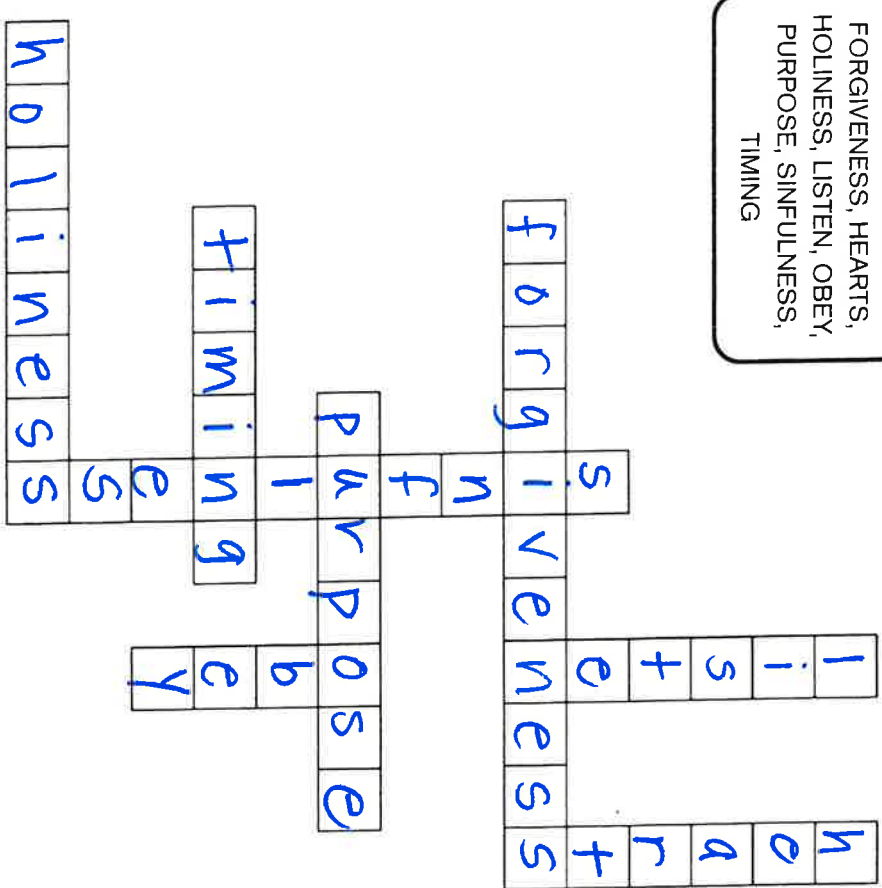 FORGIVENESS, HEARTS,
HOLINESS, LISTEN, OBEY,
PURPOSE, SINFULNESS,
TIMING
listen
hearts
sinfulness
forgiveness
purpose
obey
timing
holiness